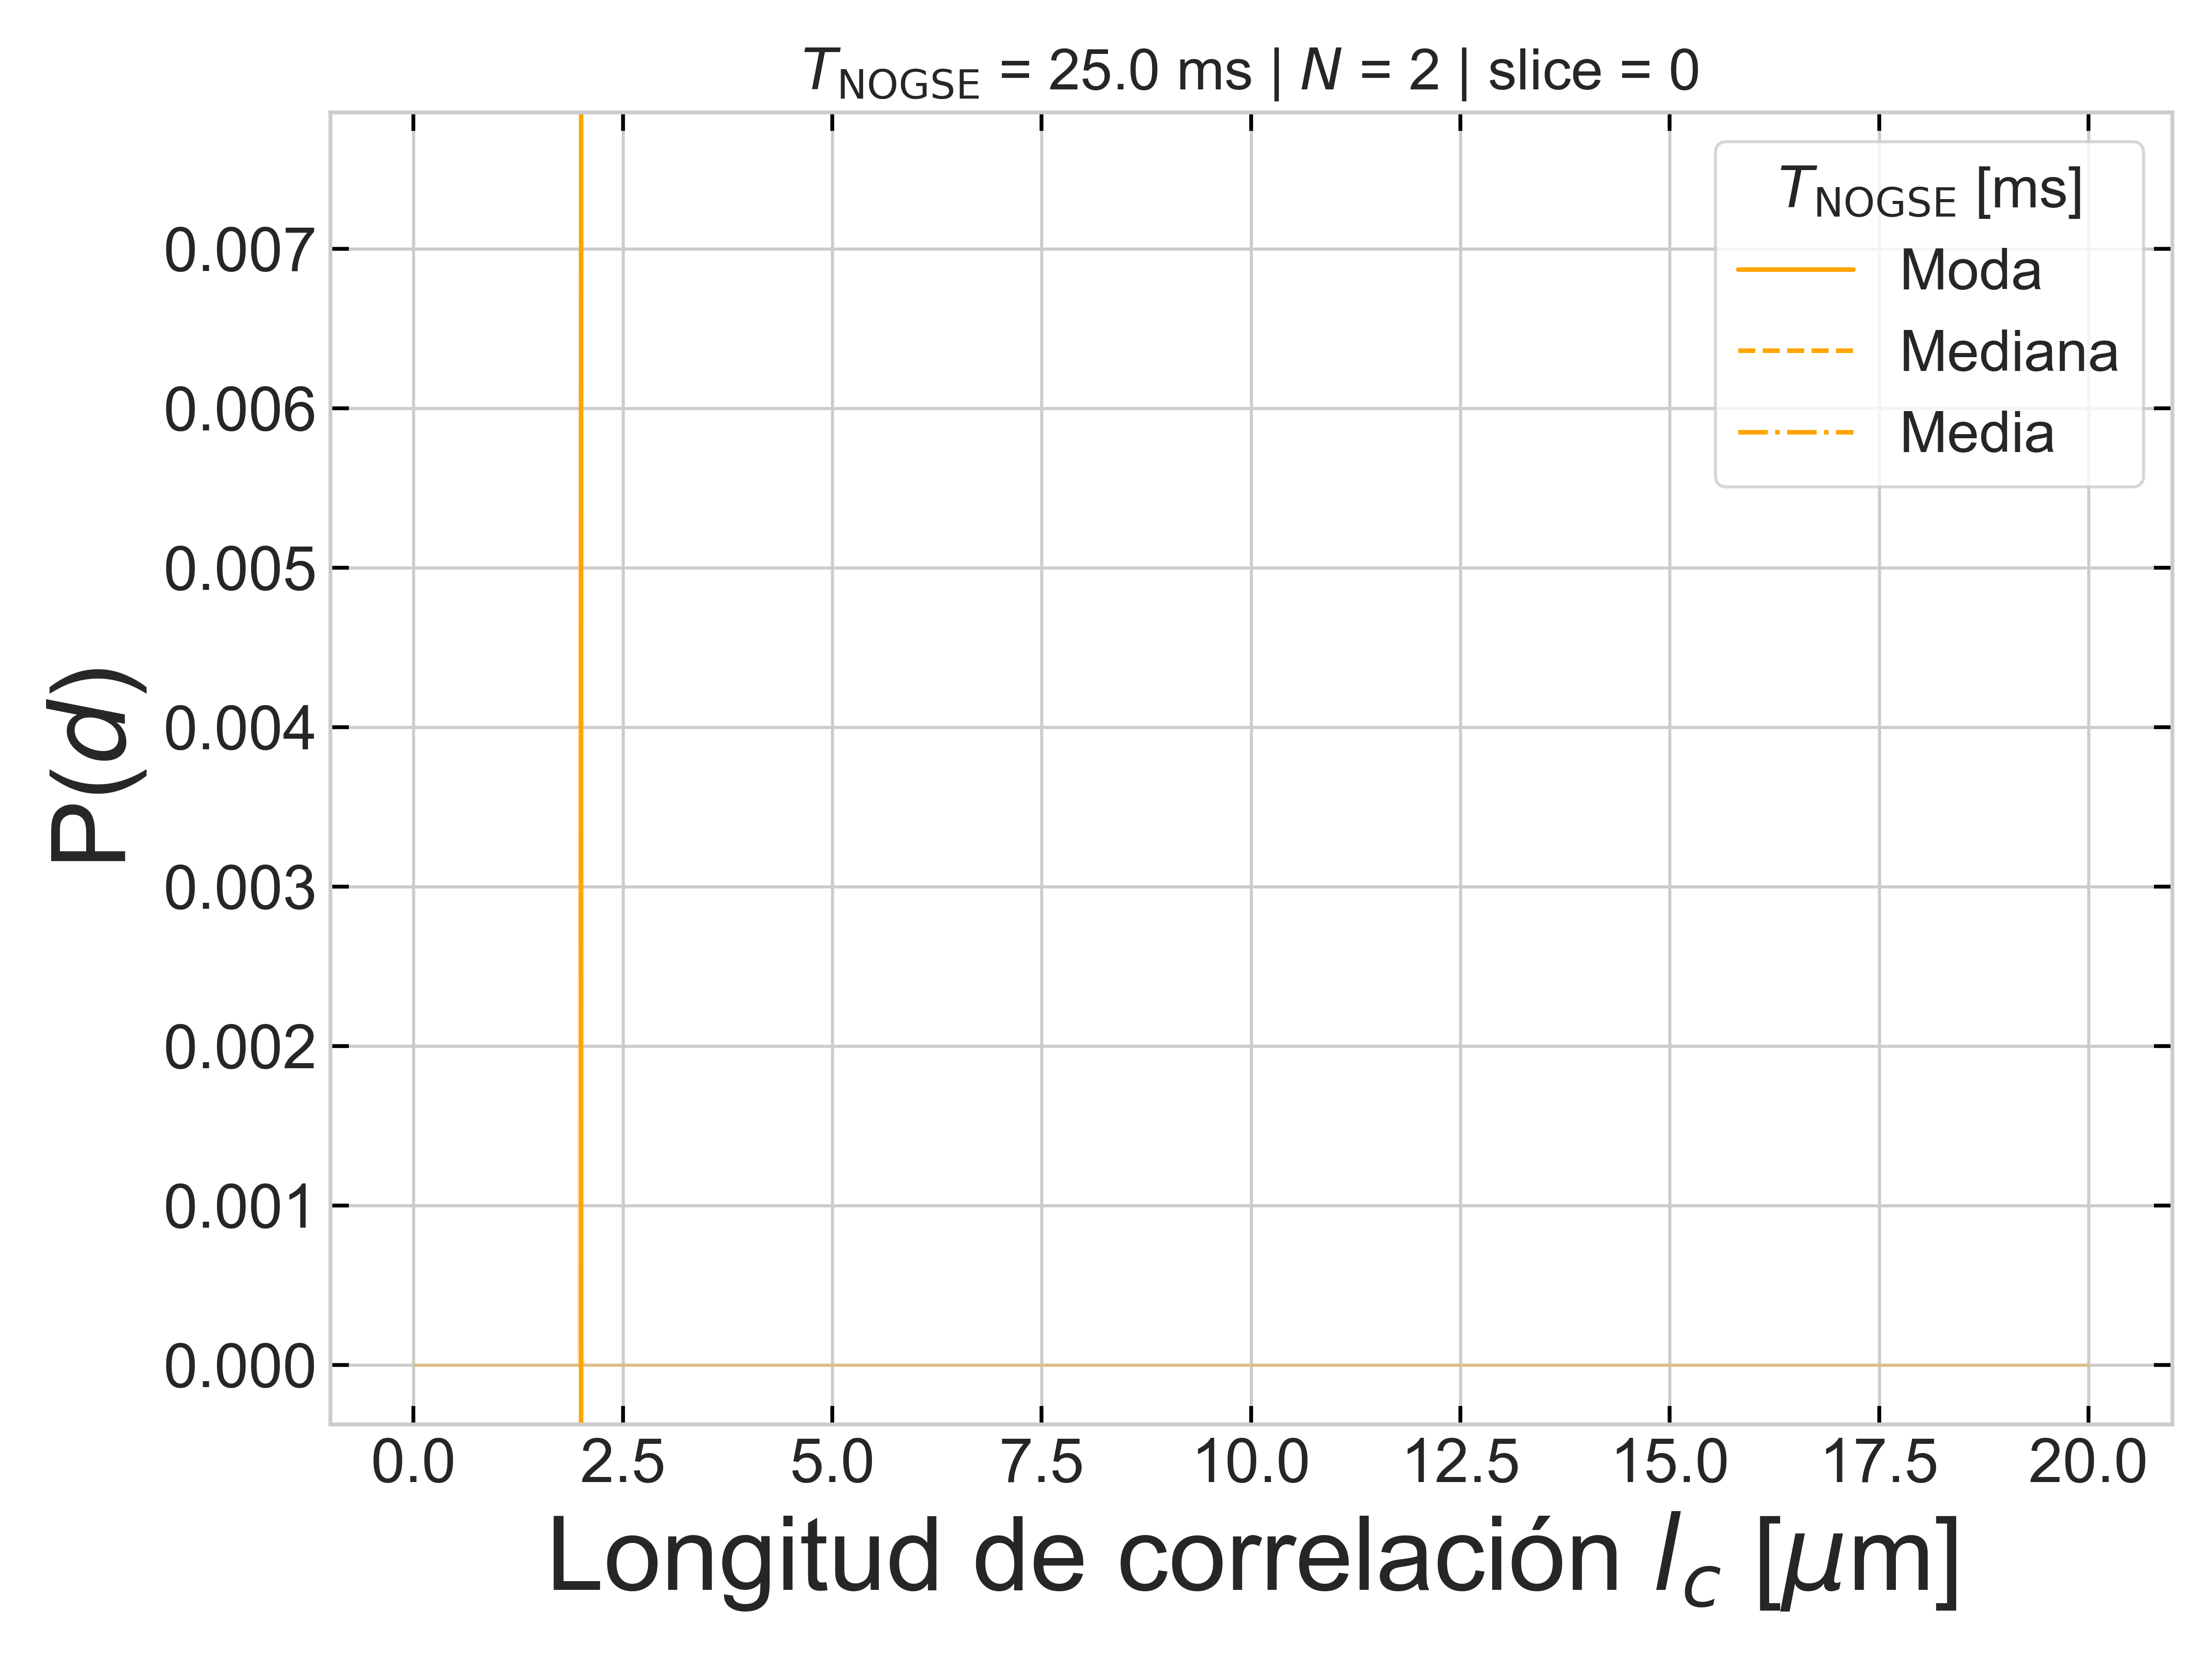 T_NOGSE = 25.0 ms | N = 2 | slice = 0
T_NOGSE [ms]
Moda
Mediana
Media
P(d)
0.007
0.006
0.005
0.004
0.003
0.002
0.001
0.000
0.0 2.5 5.0 7.5 10.0 12.5 15.0 17.5 20.0
Longitud de correlación l_c [μm]